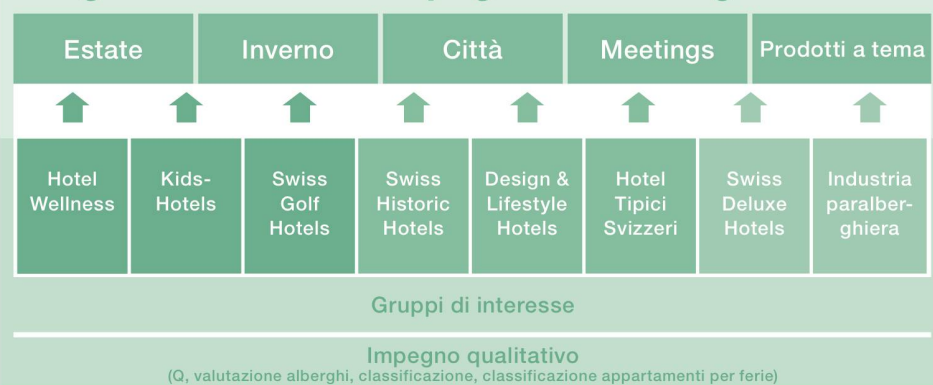 Estate
Inverno
Città
Meetings
Prodotti a tema
Hotel
Wellness
Kids-
Hotels
Swiss
Golf
Hotels
Swiss
Historic
Hotels
Design &
Lifestyle
Hotels
Hotel
Tipici
Svizzeri
Swiss
Deluxe
Hotels
Industria
paralber-
ghiera
Gruppi di interesse
Impegno qualitativo
(Q, valutazione alberghi, classificazione, classificazione appartamenti per ferie)